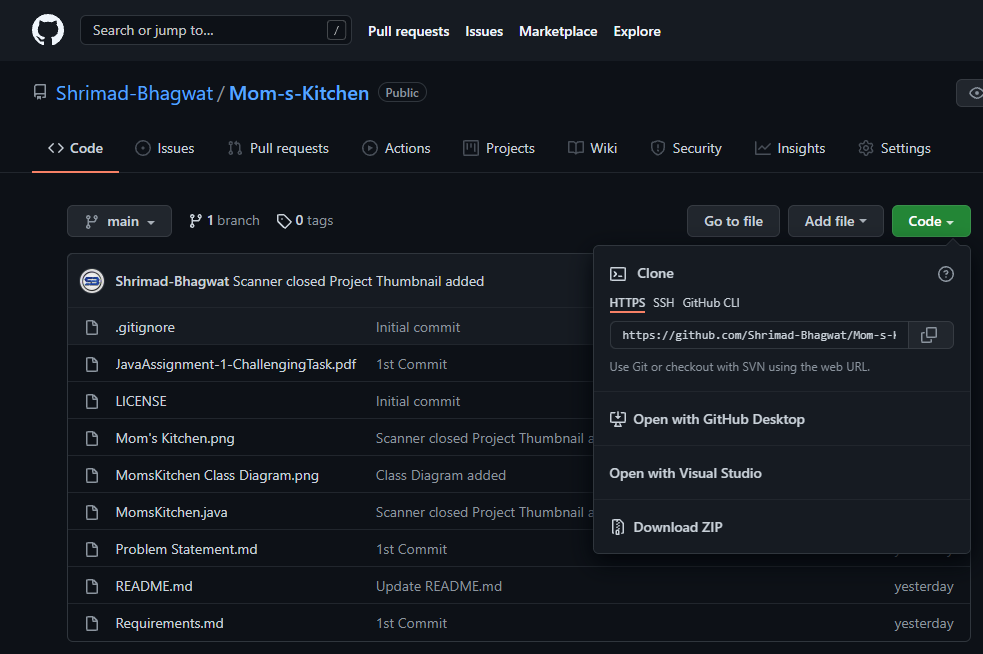 Search or jump to... / Pull requests Issues Marketplace Explore
Shrimad-Bhagwat / Mom-s-Kitchen Public
Code Issues Pull requests Actions Projects Wiki Security Insights Settings
main 1 branch 0 tags Go to file Add file Code
Shrimad-Bhagwat Scanner closed Project Thumbnail added
.gitignore Initial commit
JavaAssignment-1-ChallengingTask.pdf 1st Commit
LICENSE Initial commit
Mom's Kitchen.png Scanner closed Project Thumbnail a
MomsKitchen Class Diagram.png Class Diagram added
MomsKitchen.java Scanner closed Project Thumbnail a
Problem Statement.md 1st Commit
README.md Update README.md yesterday
Requirements.md 1st Commit yesterday
Clone
HTTPS SSH GitHub CLI
https://github.com/Shrimad-Bhagwat/Mom-s-
Use Git or checkout with SVN using the web URL.
Open with GitHub Desktop
Open with Visual Studio
Download ZIP